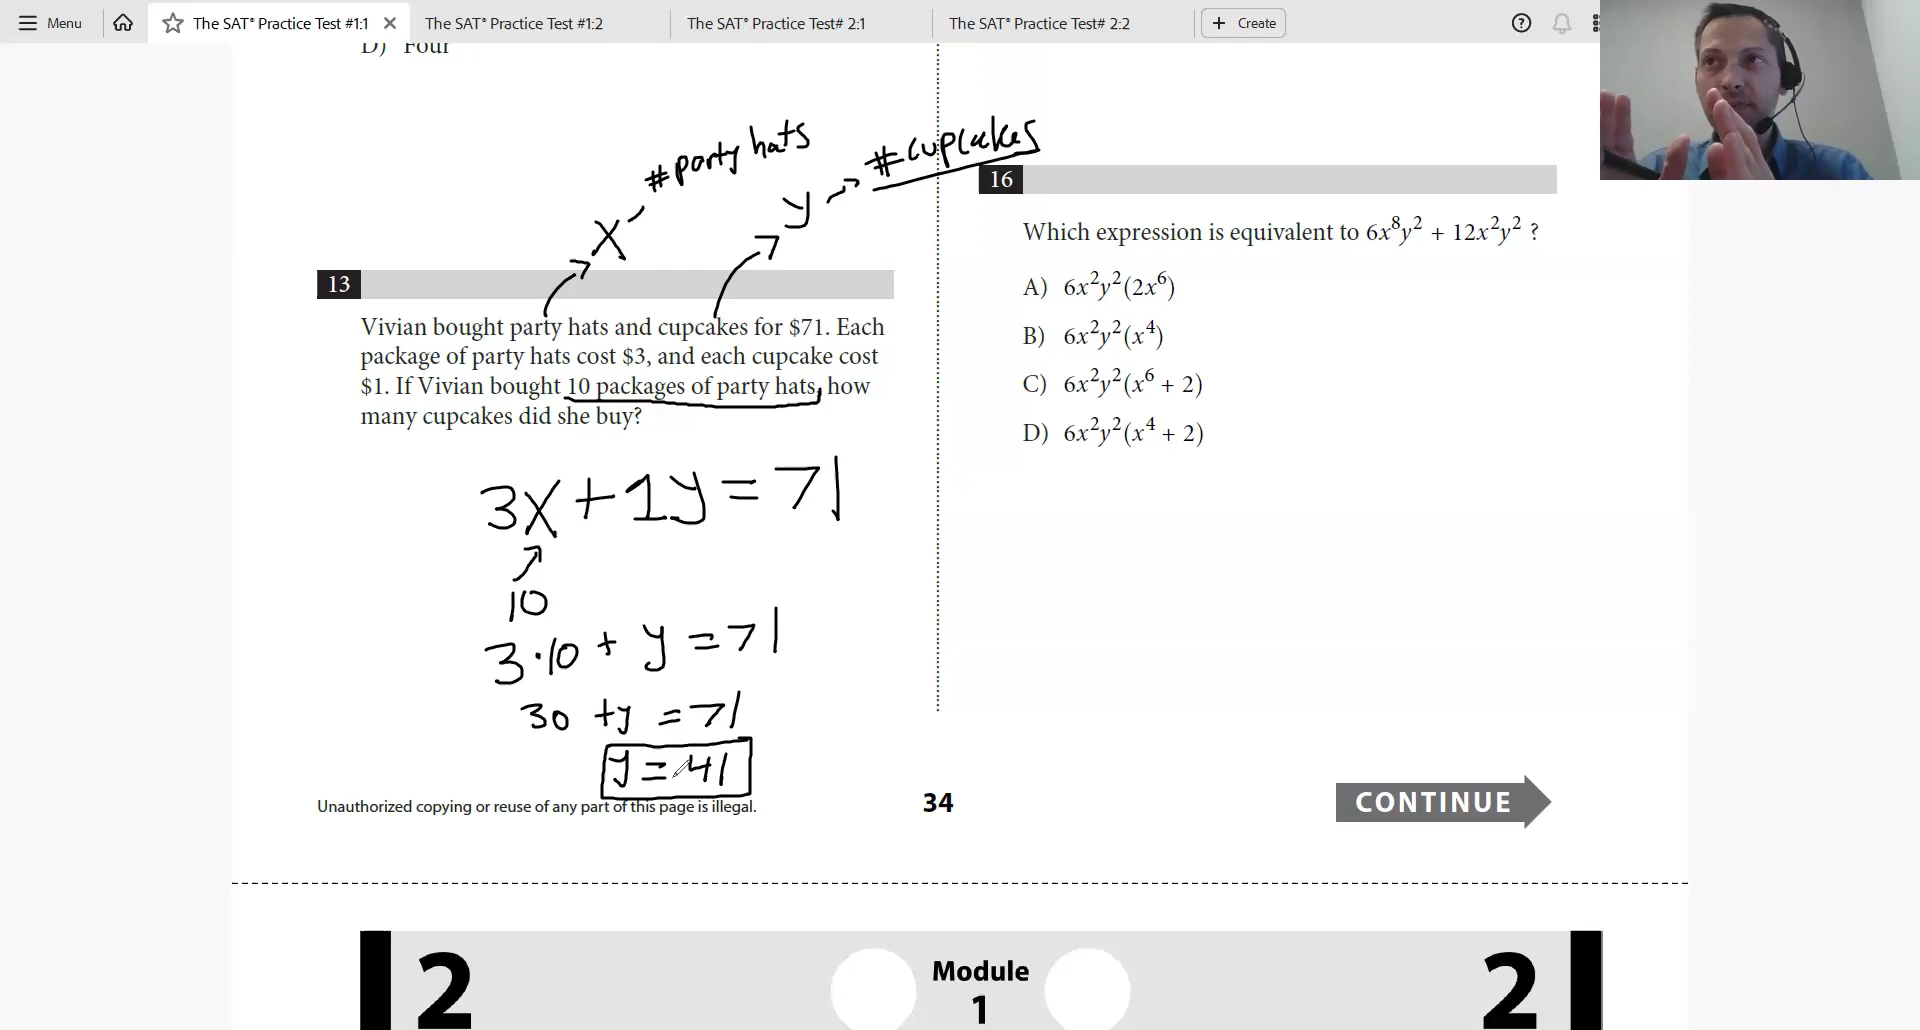 Menu
The SAT® Practice Test #1:1
The SAT® Practice Test #1:2
The SAT® Practice Test# 2:1
The SAT® Practice Test# 2:2
+ Create
D) Four
# party hats
# cupcakes
x
y
13
Vivian bought party hats and cupcakes for $71. Each
package of party hats cost $3, and each cupcake cost
$1. If Vivian bought 10 packages of party hats, how
many cupcakes did she buy?
3x + 1y = 71
10
3·10 + y = 71
30 + y = 71
y = 41
16
Which expression is equivalent to 6x⁸y² + 12x²y² ?
A) 6x²y²(2x⁶)
B) 6x²y²(x⁴)
C) 6x²y²(x⁶ + 2)
D) 6x²y²(x⁴ + 2)
Unauthorized copying or reuse of any part of this page is illegal.
34
CONTINUE
2
Module
1
2